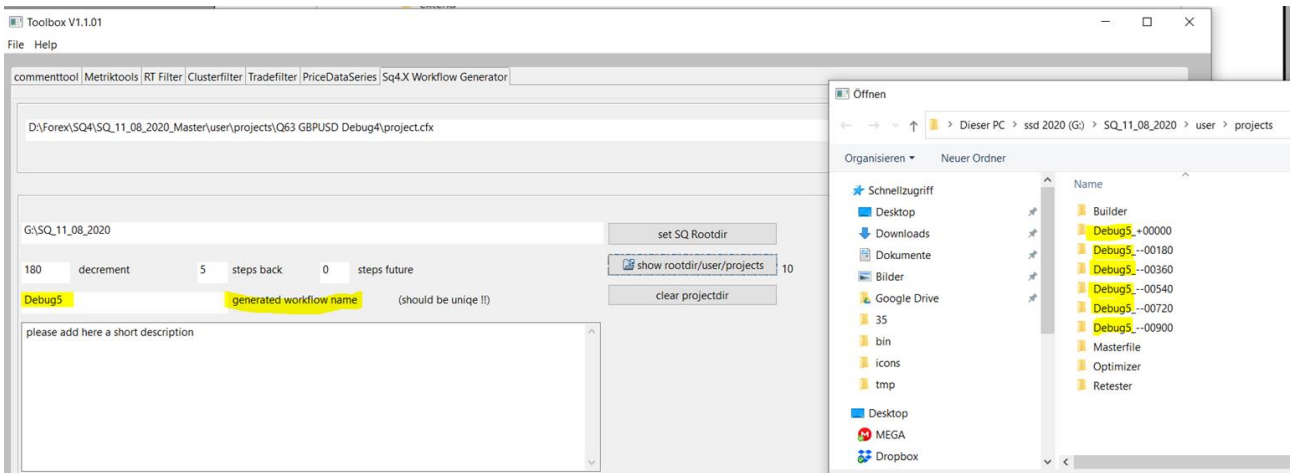 Toolbox V1.1.01
File Help
commenttool Metriktools RT Filter Clusterfilter Tradefilter PriceDataSeries Sq4.X Workflow Generator
D:\Forex\SQ4\SQ_11_08_2020_Master\user\projects\Q63 GBPUSD Debug4\project.cfx
G:\SQ_11_08_2020
set SQ Rootdir
180 decrement 5 steps back 0 steps future
show rootdir/user/projects 10
Debug5 generated workflow name (should be uniqe !!)
clear projectdir
please add here a short description
Öffnen
Dieser PC > ssd 2020 (G:) > SQ_11_08_2020 > user > projects
Organisieren Neuer Ordner
Schnellzugriff
Desktop
Downloads
Dokumente
Bilder
Google Drive
35
bin
icons
tmp
Desktop
MEGA
Dropbox
Name
Builder
Debug5_+00000
Debug5_--00180
Debug5_--00360
Debug5_--00540
Debug5_--00720
Debug5_--00900
Masterfile
Optimizer
Retester